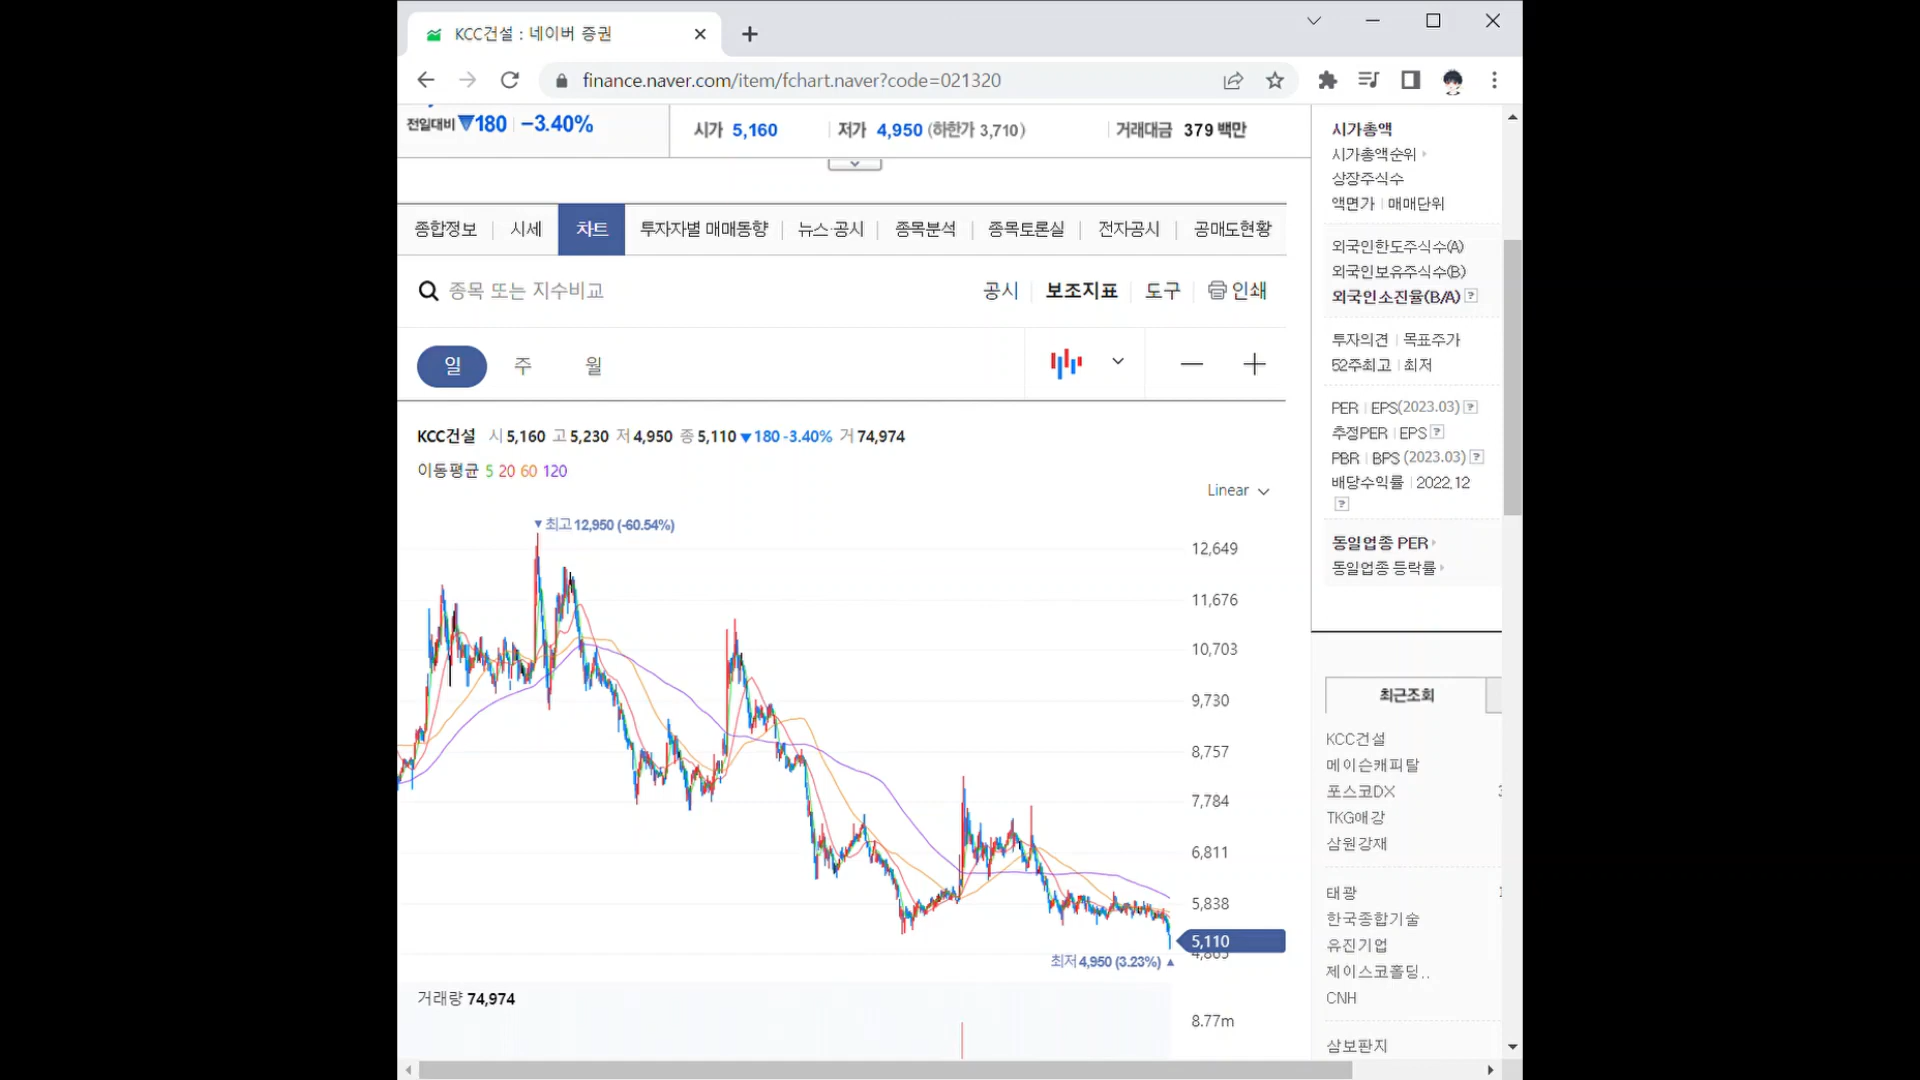 KCC건설 : 네이버 증권
finance.naver.com/item/fchart.naver?code=021320
전일대비 ▼180 | −3.40%
시가 5,160 | 저가 4,950 (하한가 3,710) | 거래대금 379 백만
종합정보 | 시세 차트 투자자별 매매동향 | 뉴스·공시 | 종목분석 | 종목토론실 | 전자공시 | 공매도현황
종목 또는 지수비교
공시 보조지표 도구 인쇄
일 주 월
KCC건설 시 5,160 고 5,230 저 4,950 종 5,110 ▼180 -3.40% 거 74,974
이동평균 5 20 60 120
Linear
▼최고 12,950 (-60.54%)
12,649
11,676
10,703
9,730
8,757
7,784
6,811
5,838
5,110
4,865
최저 4,950 (3.23%) ▲
거래량 74,974
8.77m
시가총액
시가총액순위
상장주식수
액면가 | 매매단위
외국인한도주식수(A)
외국인보유주식수(B)
외국인소진율(B/A) ?
투자의견 | 목표주가
52주최고 | 최저
PER | EPS(2023.03) ?
추정PER | EPS ?
PBR | BPS (2023.03) ?
배당수익률 | 2022.12
?
동일업종 PER
동일업종 등락률
최근조회
KCC건설
메이슨캐피탈
포스코DX
TKG애강
삼원강재
태광
한국종합기술
유진기업
제이스코홀딩..
CNH
삼보판지